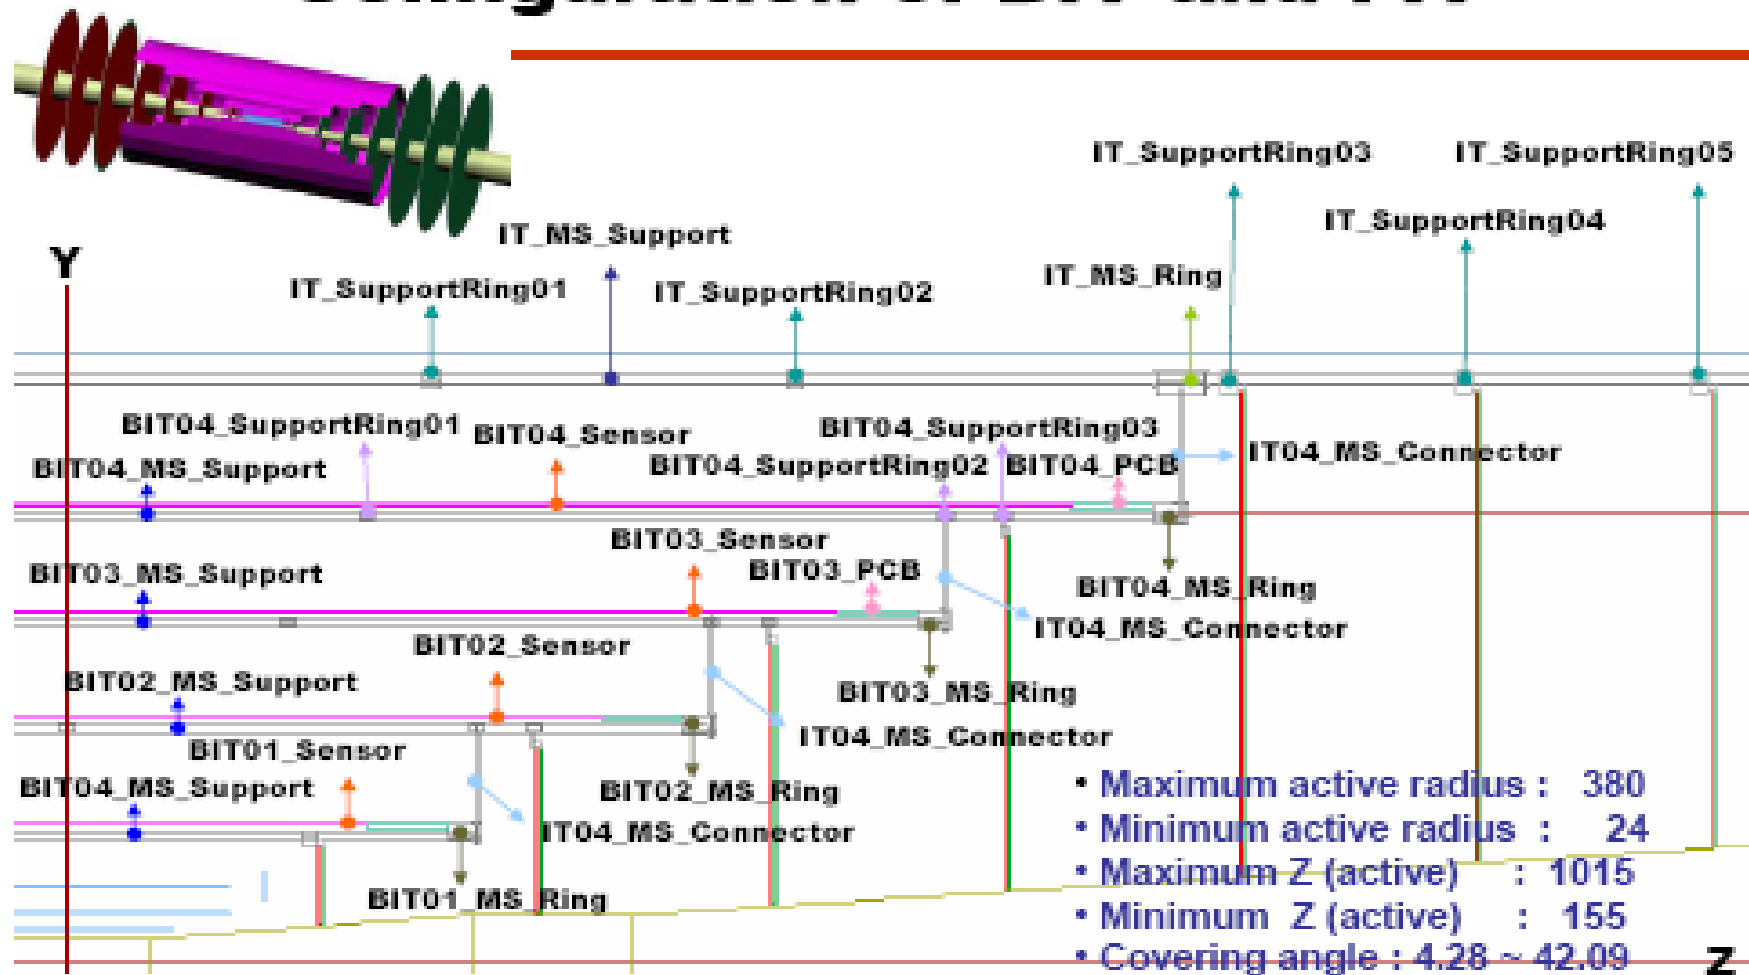 IT_SupportRing03 IT_SupportRing05
IT_SupportRing04
IT_MS_Support
Y
IT_MS_Ring
IT_SupportRing01 IT_SupportRing02
BIT04_SupportRing01 BIT04_Sensor BIT04_SupportRing03
IT04_MS_Connector
BIT04_MS_Support BIT04_SupportRing02 BIT04_PCB
BIT03_Sensor
BIT03_MS_Support BIT03_PCB
BIT04_MS_Ring
IT04_MS_Connector
BIT02_Sensor
BIT02_MS_Support BIT03_MS_Ring
IT04_MS_Connector
BIT01_Sensor
BIT04_MS_Support BIT02_MS_Ring
IT04_MS_Connector
BIT01_MS_Ring
• Maximum active radius : 380
• Minimum active radius : 24
• Maximum Z (active) : 1015
• Minimum Z (active) : 155
• Covering angle : 4.28 ~ 42.09
Z